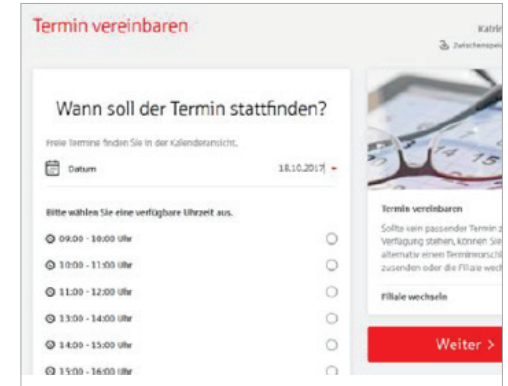 Termin vereinbaren
Katrin
Zwischenspei
Wann soll der Termin stattfinden?
Freie Termine finden Sie in der Kalenderansicht.
Datum 18.10.2017
Bitte wählen Sie eine verfügbare Uhrzeit aus.
09:00 - 10:00 Uhr
10:00 - 11:00 Uhr
11:00 - 12:00 Uhr
13:00 - 14:00 Uhr
14:00 - 15:00 Uhr
15:00 - 16:00 Uhr
14 15
Termin vereinbaren
Sollte kein passender Termin z
Verfügung stehen, können Sie
alternativ einen Terminvorschl
zusenden oder die Filiale wech
Filiale wechseln
Weiter >